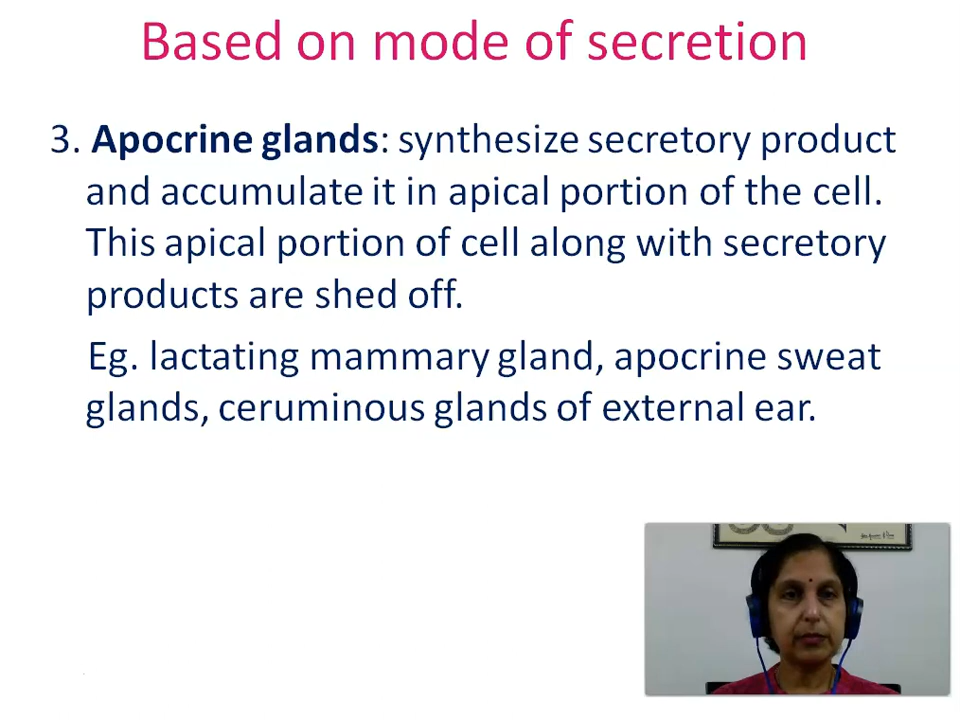 Based on mode of secretion
3. Apocrine glands: synthesize secretory product
and accumulate it in apical portion of the cell.
This apical portion of cell along with secretory
products are shed off.
Eg. lactating mammary gland, apocrine sweat
glands, ceruminous glands of external ear.